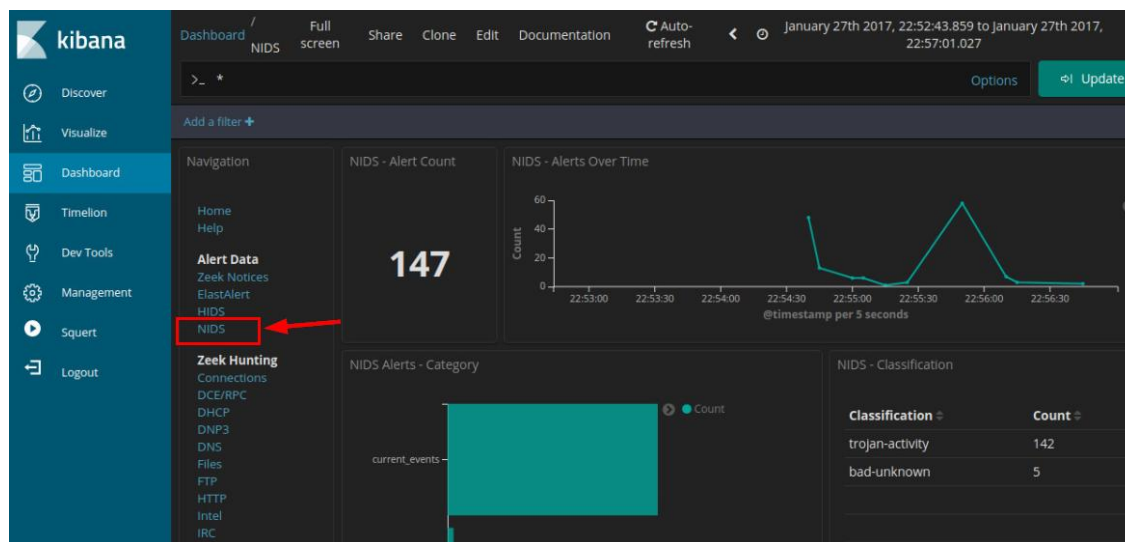 kibana
Discover
Visualize
Dashboard
Timelion
Dev Tools
Management
Squert
Logout
Dashboard / NIDS Full screen Share Clone Edit Documentation Auto-refresh January 27th 2017, 22:52:43.859 to January 27th 2017, 22:57:01.027
>_ * Options Update
Add a filter +
Navigation
Home
Help
Alert Data
Zeek Notices
ElastAlert
HIDS
NIDS
Zeek Hunting
Connections
DCE/RPC
DHCP
DNP3
DNS
Files
FTP
HTTP
Intel
IRC
NIDS - Alert Count
147
NIDS - Alerts Over Time
60
40
20
0
Count
22:53:00 22:53:30 22:54:00 22:54:30 22:55:00 22:55:30 22:56:00 22:56:30
@timestamp per 5 seconds
NIDS Alerts - Category
Count
current_events
NIDS - Classification
Classification Count
trojan-activity 142
bad-unknown 5